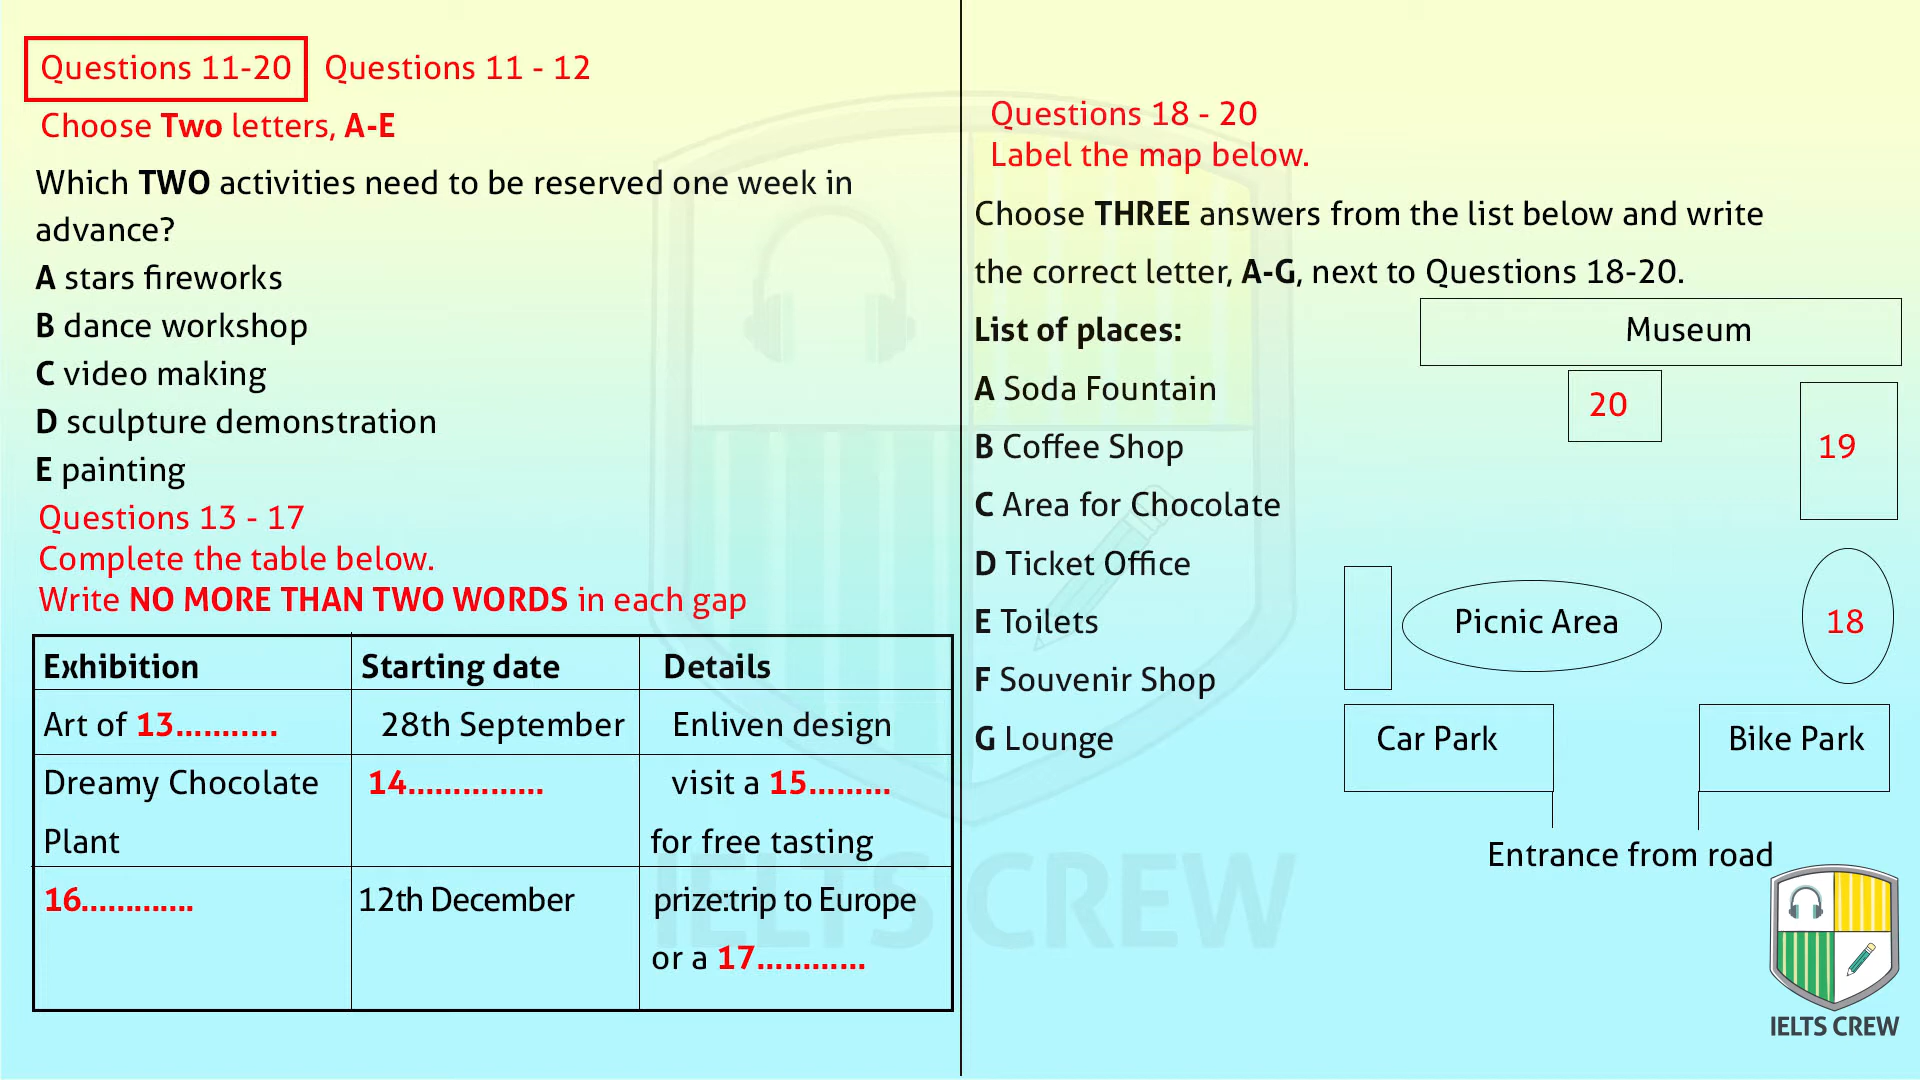 Questions 11-20 Questions 11 - 12
Choose Two letters, A-E
Which TWO activities need to be reserved one week in
advance?
A stars fireworks
B dance workshop
C video making
D sculpture demonstration
E painting
Questions 13 - 17
Complete the table below.
Write NO MORE THAN TWO WORDS in each gap
Exhibition Starting date Details
Art of 13........... 28th September Enliven design
Dreamy Chocolate 14............... visit a 15.........
Plant for free tasting
16............. 12th December prize:trip to Europe
or a 17............
Questions 18 - 20
Label the map below.
Choose THREE answers from the list below and write
the correct letter, A-G, next to Questions 18-20.
List of places:
A Soda Fountain
B Coffee Shop
C Area for Chocolate
D Ticket Office
E Toilets
F Souvenir Shop
G Lounge
Museum
20
19
Picnic Area
18
Car Park
Bike Park
Entrance from road
IELTS CREW
IELTS CREW